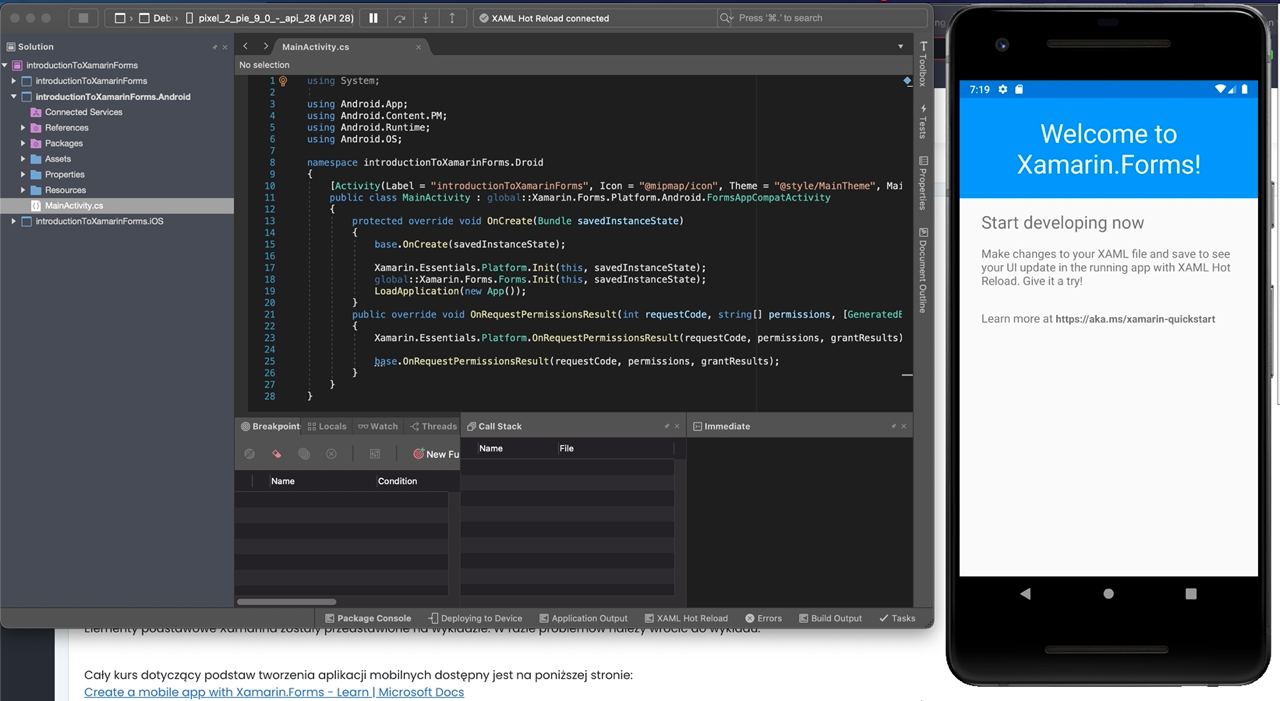 Deb
pixel_2_pie_9_0_-_api_28 (API 28)
XAML Hot Reload connected
Press '⌘.' to search
Solution
MainActivity.cs
No selection
introductionToXamarinForms
introductionToXamarinForms
introductionToXamarinForms.Android
Connected Services
References
Packages
Assets
Properties
Resources
MainActivity.cs
introductionToXamarinForms.iOS
1 using System;
2
3 using Android.App;
4 using Android.Content.PM;
5 using Android.Runtime;
6 using Android.OS;
7
8 namespace introductionToXamarinForms.Droid
9 {
10 [Activity(Label = "introductionToXamarinForms", Icon = "@mipmap/icon", Theme = "@style/MainTheme", Mai
11 public class MainActivity : global::Xamarin.Forms.Platform.Android.FormsAppCompatActivity
12 {
13 protected override void OnCreate(Bundle savedInstanceState)
14 {
15 base.OnCreate(savedInstanceState);
16
17 Xamarin.Essentials.Platform.Init(this, savedInstanceState);
18 global::Xamarin.Forms.Forms.Init(this, savedInstanceState);
19 LoadApplication(new App());
20 }
21 public override void OnRequestPermissionsResult(int requestCode, string[] permissions, [GeneratedE
22 {
23 Xamarin.Essentials.Platform.OnRequestPermissionsResult(requestCode, permissions, grantResults)
24
25 base.OnRequestPermissionsResult(requestCode, permissions, grantResults);
26 }
27 }
28 }
Toolbox
Tests
Properties
Document Outline
Breakpoint
Locals
Watch
Threads
New Fu
Name
Condition
Call Stack
Name
File
Immediate
Package Console
Deploying to Device
Application Output
XAML Hot Reload
Errors
Build Output
Tasks
Elementy podstawowe Xamarina zostały przedstawione na wykładzie. W razie problemów należy wrócić do wykładu.
Cały kurs dotyczący podstaw tworzenia aplikacji mobilnych dostępny jest na poniższej stronie:
Create a mobile app with Xamarin.Forms - Learn | Microsoft Docs
7:19
Welcome to
Xamarin.Forms!
Start developing now
Make changes to your XAML file and save to see
your UI update in the running app with XAML Hot
Reload. Give it a try!
Learn more at https://aka.ms/xamarin-quickstart